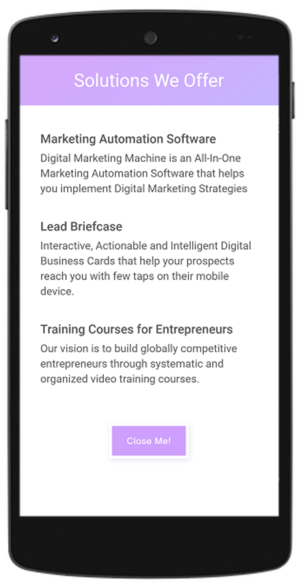 Solutions We Offer
Marketing Automation Software
Digital Marketing Machine is an All-In-One
Marketing Automation Software that helps
you implement Digital Marketing Strategies
Lead Briefcase
Interactive, Actionable and Intelligent Digital
Business Cards that help your prospects
reach you with few taps on their mobile
device.
Training Courses for Entrepreneurs
Our vision is to build globally competitive
entrepreneurs through systematic and
organized video training courses.
Close Me!